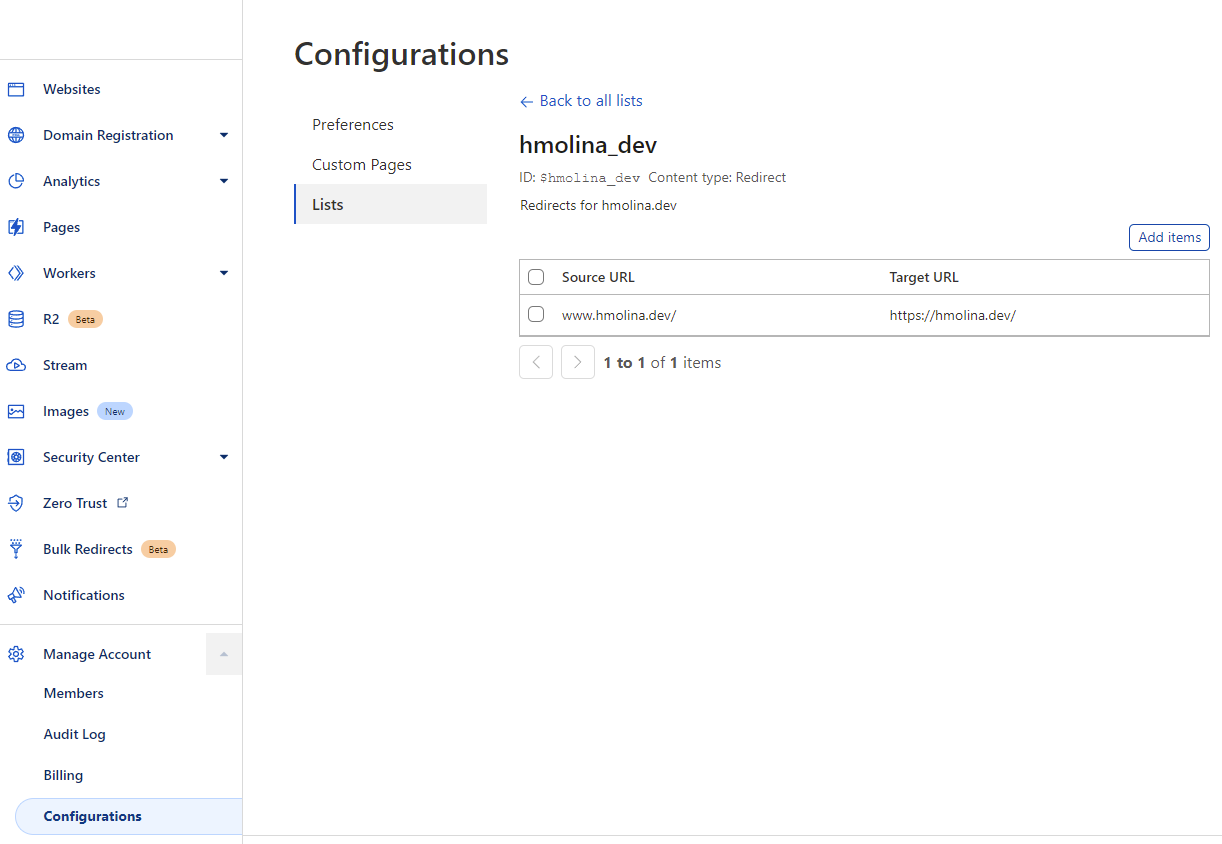 Websites
Domain Registration
Analytics
Pages
Workers
R2 Beta
Stream
Images New
Security Center
Zero Trust
Bulk Redirects Beta
Notifications
Manage Account
Members
Audit Log
Billing
Configurations
Configurations
Preferences
Custom Pages
Lists
← Back to all lists
hmolina_dev
ID: $hmolina_dev Content type: Redirect
Redirects for hmolina.dev
Add items
Source URL Target URL
www.hmolina.dev/ https://hmolina.dev/
1 to 1 of 1 items